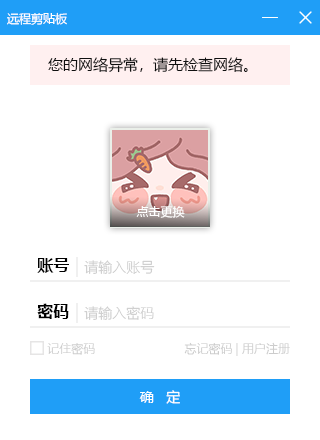 远程剪贴板
您的网络异常，请先检查网络。
点击更换
账号 请输入账号
密码 请输入密码
记住密码 忘记密码 | 用户注册
确 定